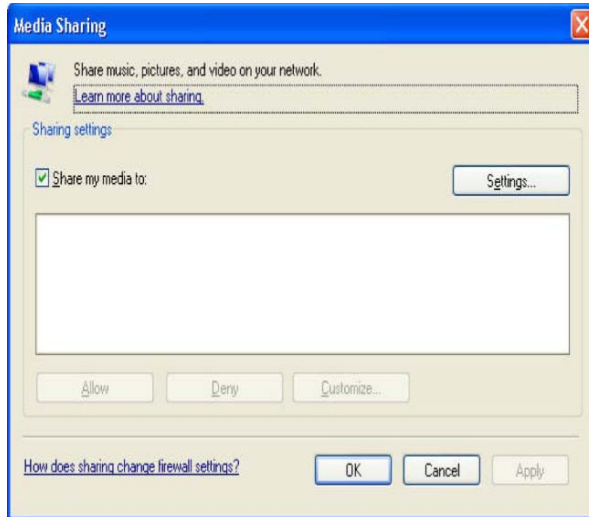 Media Sharing
Share music, pictures, and video on your network.
Learn more about sharing.
Sharing settings
Share my media to:
Settings...
Allow
Deny
Customize...
How does sharing change firewall settings?
OK
Cancel
Apply